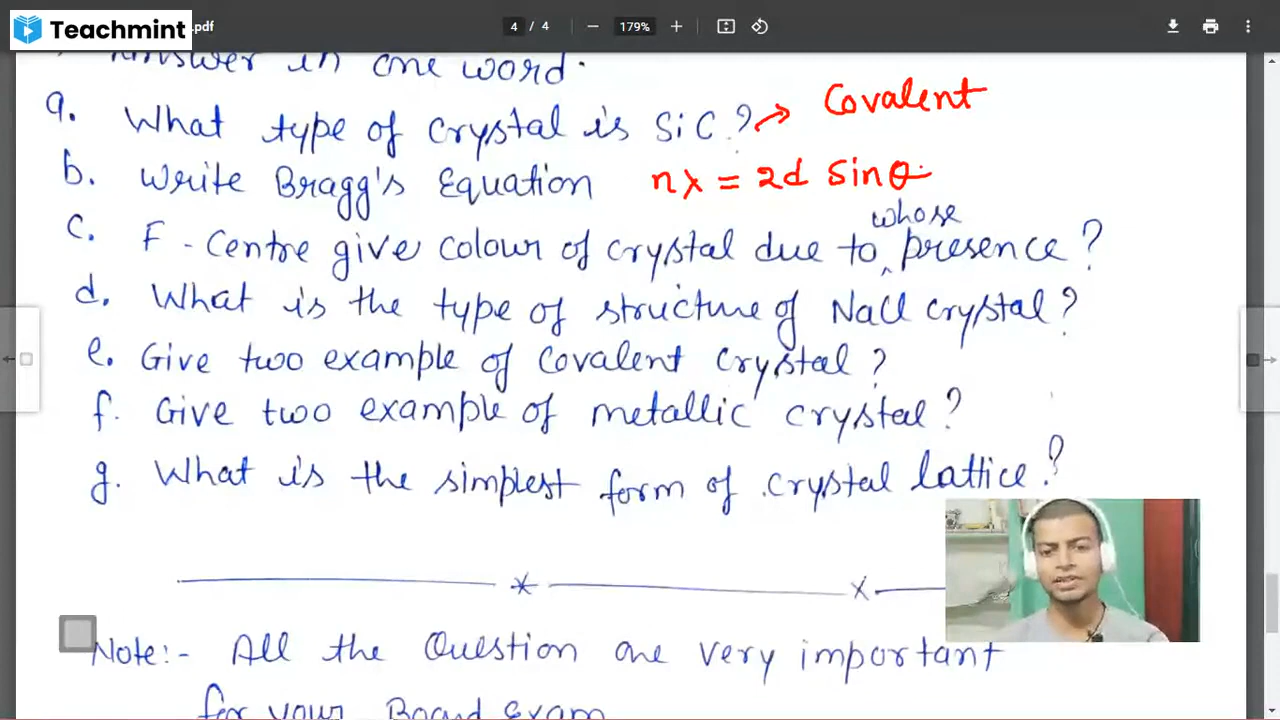 Teachmint
.pdf
4 / 4
179%
Answer in one word.
a. What type of crystal is SiC? → Covalent
b. Write Bragg's Equation nλ = 2d Sinθ
whose
c. F - Centre give colour of crystal due to presence?
d. What is the type of structure of NaCl crystal?
e. Give two example of Covalent crystal?
f. Give two example of metallic crystal?
g. What is the simplest form of crystal lattice?
Note:- All the Question are very important
for your Board Exam